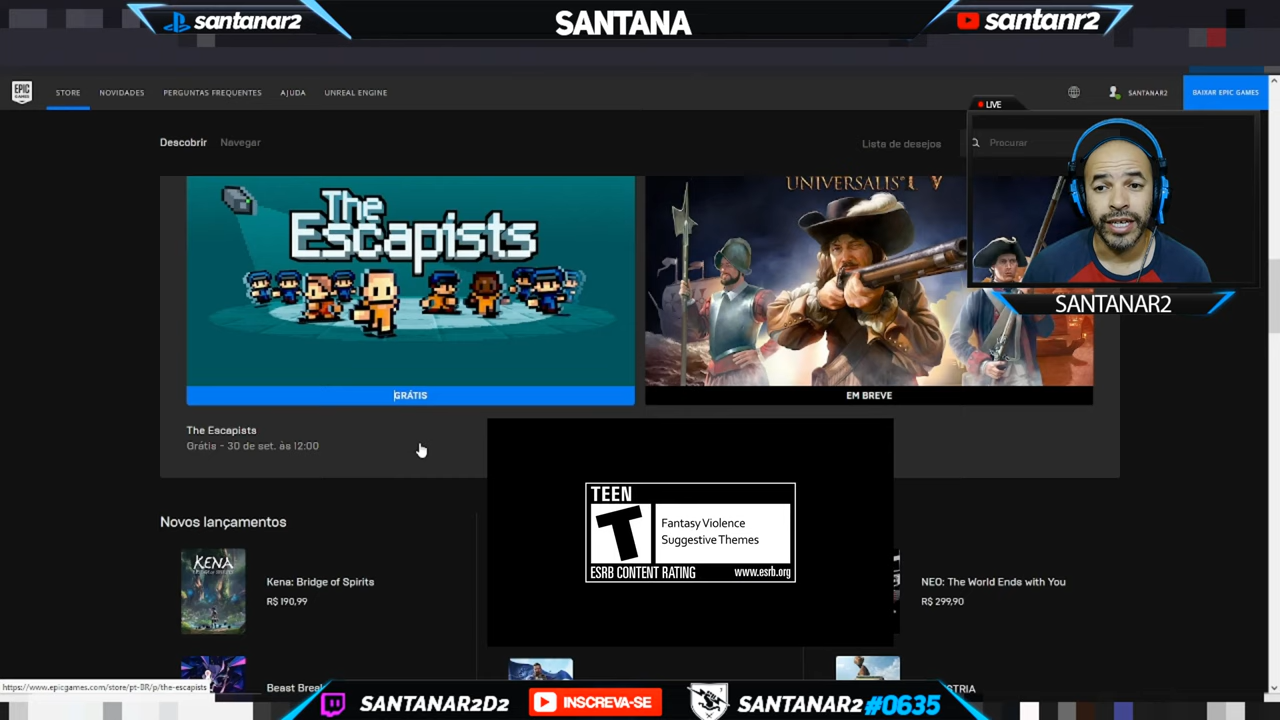 santanar2
SANTANA
santanr2
EPIC
GAMES
STORE
NOVIDADES
PERGUNTAS FREQUENTES
AJUDA
UNREAL ENGINE
SANTANAR2
BAIXAR EPIC GAMES
LIVE
Descobrir
Navegar
Lista de desejos
Procurar
The
Escapists
UNIVERSALIS IV
SANTANAR2
GRÁTIS
EM BREVE
The Escapists
Grátis - 30 de set. às 12:00
TEEN
T
Fantasy Violence
Suggestive Themes
ESRB CONTENT RATING
www.esrb.org
Novos lançamentos
KENA
Kena: Bridge of Spirits
R$ 190,99
NEO: The World Ends with You
R$ 299,90
Beast Brea
https://www.epicgames.com/store/pt-BR/p/the-escapists
SANTANAR2D2
INSCREVA-SE
SANTANAR2#0635